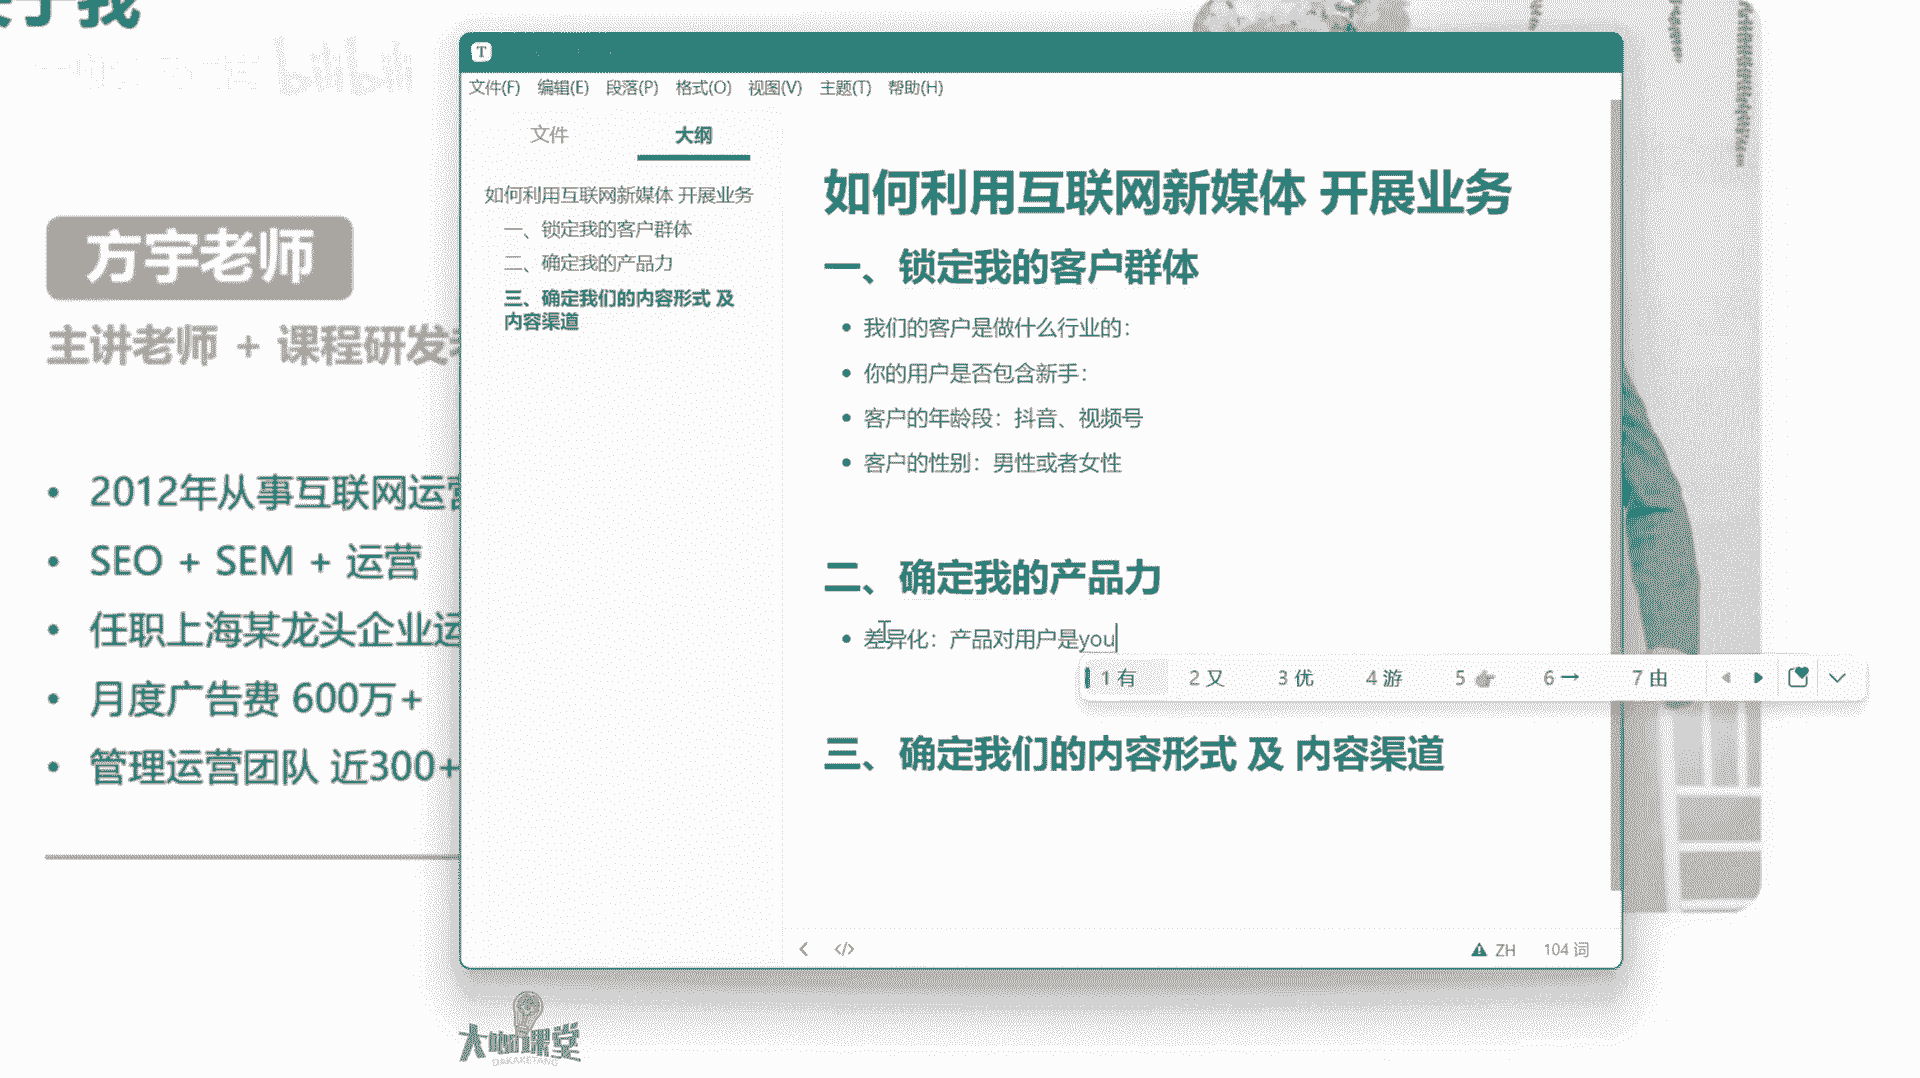 于我
bilibili
方宇老师
主讲老师 + 课程研发
• 2012年从事互联网运营
• SEO + SEM + 运营
• 任职上海某龙头企业运
• 月度广告费 600万+
• 管理运营团队 近300+
T
文件(F) 编辑(E) 段落(P) 格式(O) 视图(V) 主题(T) 帮助(H)
文件 大纲
如何利用互联网新媒体 开展业务
一、锁定我的客户群体
二、确定我的产品力
三、确定我们的内容形式 及
内容渠道
如何利用互联网新媒体 开展业务
一、锁定我的客户群体
• 我们的客户是做什么行业的：
• 你的用户是否包含新手：
• 客户的年龄段：抖音、视频号
• 客户的性别：男性或者女性
二、确定我的产品力
• 差异化：产品对用户是you
1 有 2 又 3 优 4 游 5 👉 6 → 7 由
三、确定我们的内容形式 及 内容渠道
</> ZH 104 词
大咖课堂
DAKAKETANG